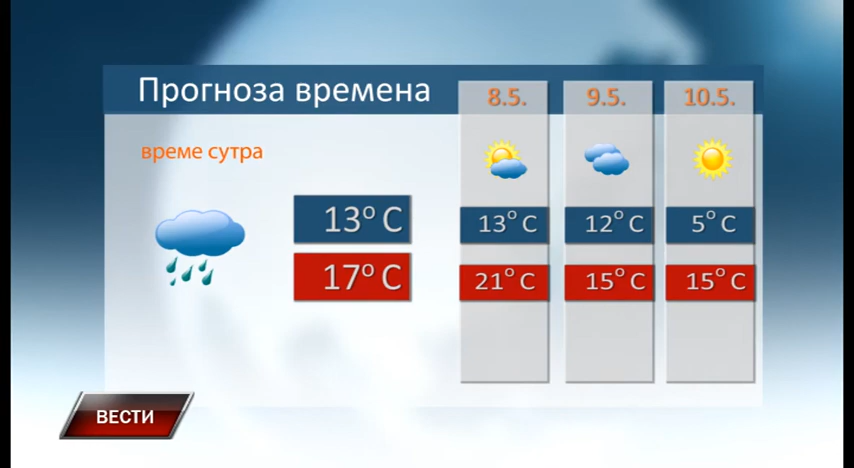 Прогноза времена
време сутра
13° C
17° C
8.5.
9.5.
10.5.
13° C
12° C
5° C
21° C
15° C
15° C
ВЕСТИ